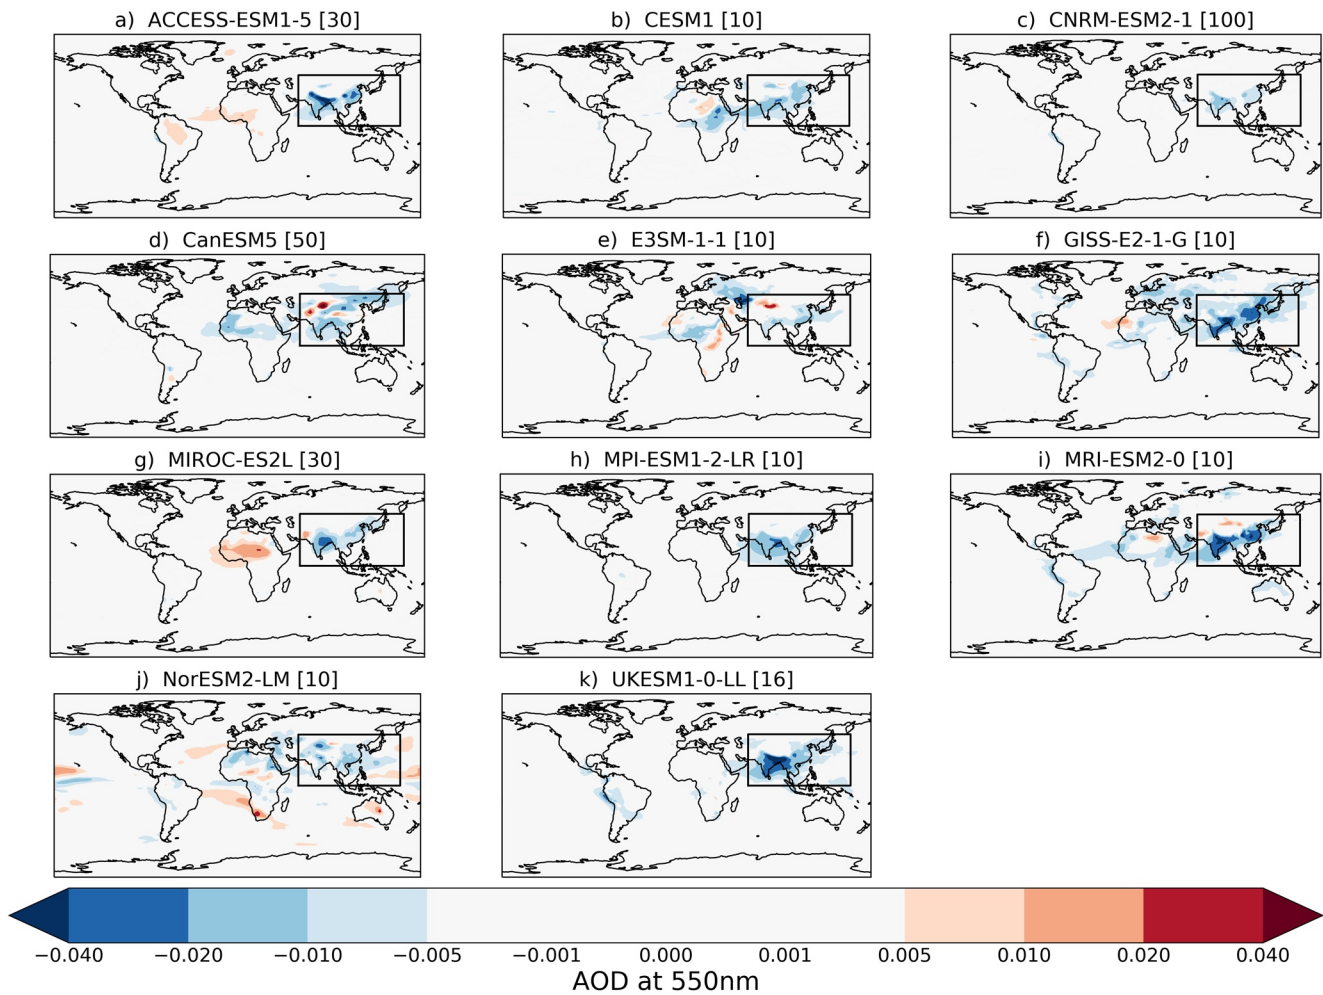 a) ACCESS-ESM1-5 [30]
b) CESM1 [10]
c) CNRM-ESM2-1 [100]
d) CanESM5 [50]
e) E3SM-1-1 [10]
f) GISS-E2-1-G [10]
g) MIROC-ES2L [30]
h) MPI-ESM1-2-LR [10]
i) MRI-ESM2-0 [10]
j) NorESM2-LM [10]
k) UKESM1-0-LL [16]
−0.040 −0.020 −0.010 −0.005 −0.001 0.000 0.001 0.005 0.010 0.020 0.040
AOD at 550nm